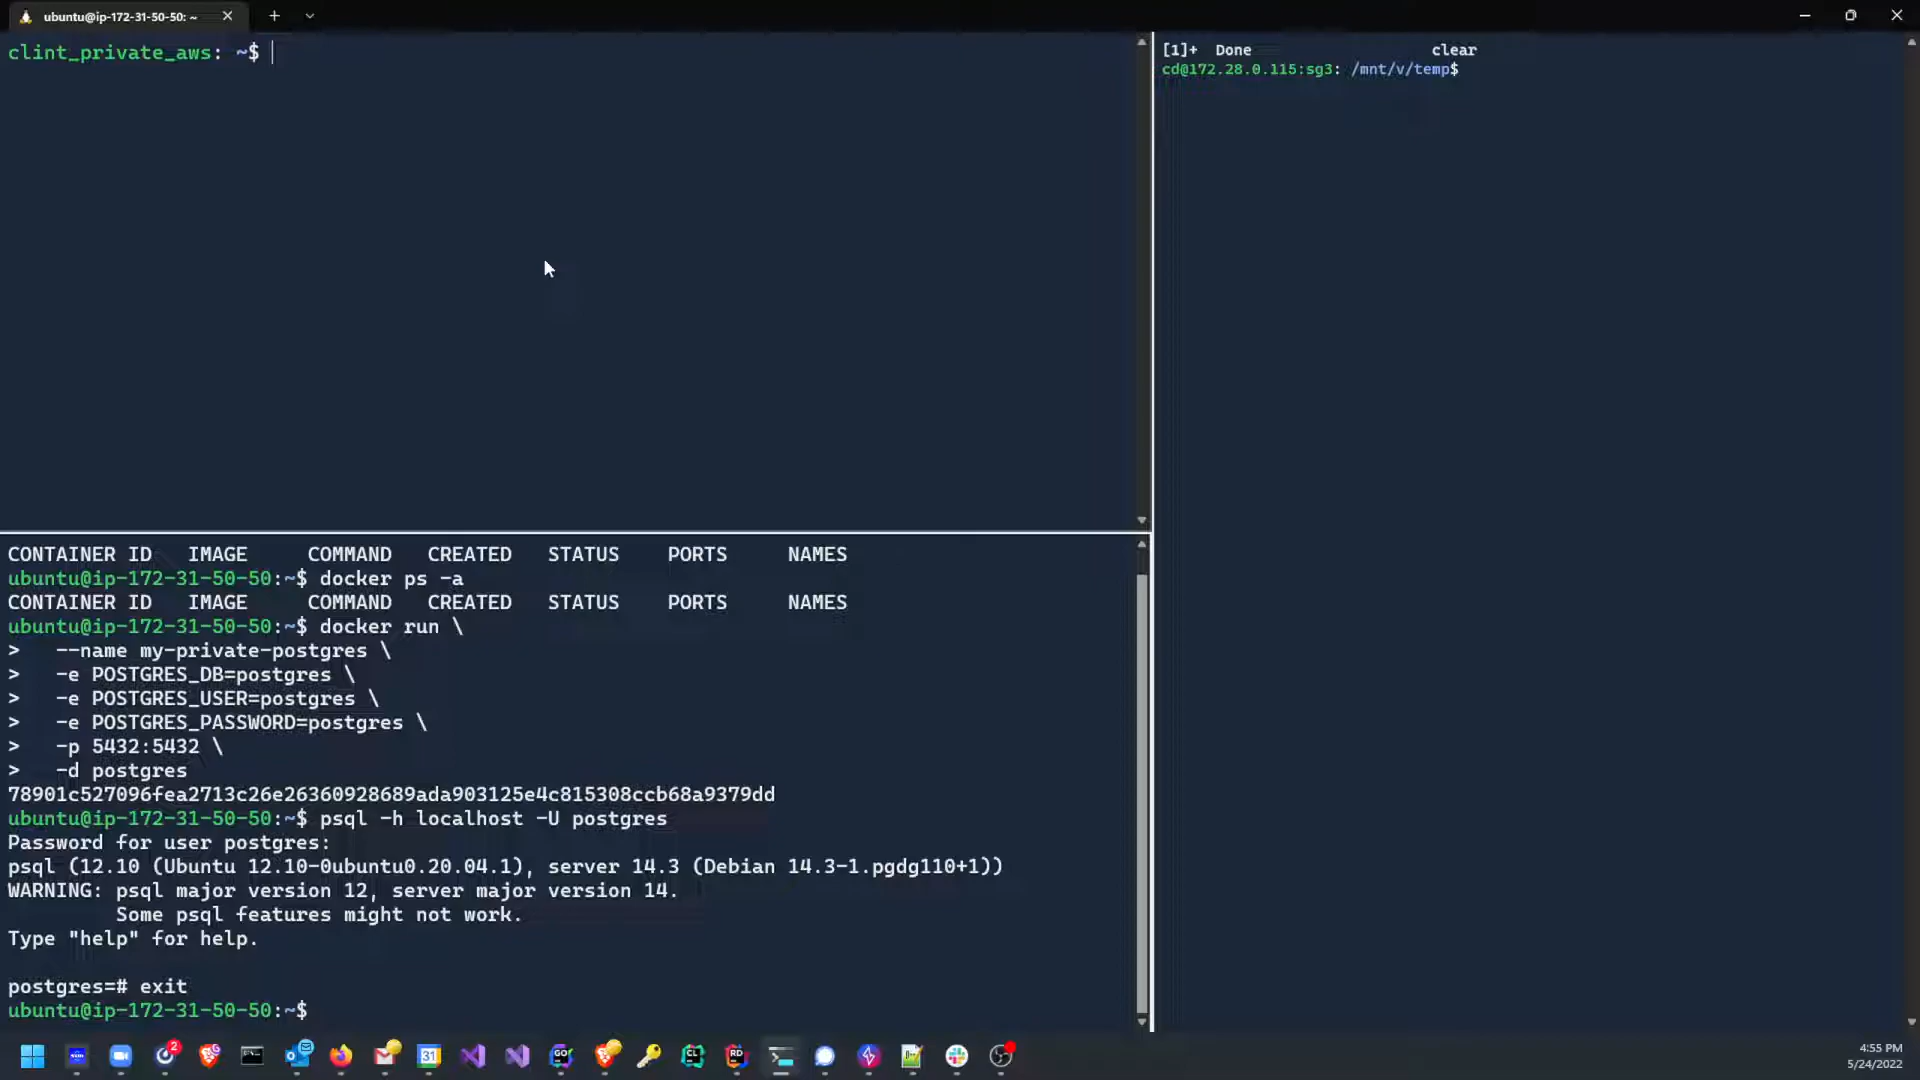 ubuntu@ip-172-31-50-50: ~
clint_private_aws: ~$
[1]+  Done                    clear
cd@172.28.0.115:sg3: /mnt/v/temp$
CONTAINER ID   IMAGE     COMMAND   CREATED   STATUS    PORTS     NAMES
ubuntu@ip-172-31-50-50:~$ docker ps -a
CONTAINER ID   IMAGE     COMMAND   CREATED   STATUS    PORTS     NAMES
ubuntu@ip-172-31-50-50:~$ docker run \
>   --name my-private-postgres \
>   -e POSTGRES_DB=postgres \
>   -e POSTGRES_USER=postgres \
>   -e POSTGRES_PASSWORD=postgres \
>   -p 5432:5432 \
>   -d postgres
78901c527096fea2713c26e26360928689ada903125e4c815308ccb68a9379dd
ubuntu@ip-172-31-50-50:~$ psql -h localhost -U postgres
Password for user postgres:
psql (12.10 (Ubuntu 12.10-0ubuntu0.20.04.1), server 14.3 (Debian 14.3-1.pgdg110+1))
WARNING: psql major version 12, server major version 14.
         Some psql features might not work.
Type "help" for help.
postgres=# exit
ubuntu@ip-172-31-50-50:~$
2
31
GO
CL
RD
4:55 PM
5/24/2022